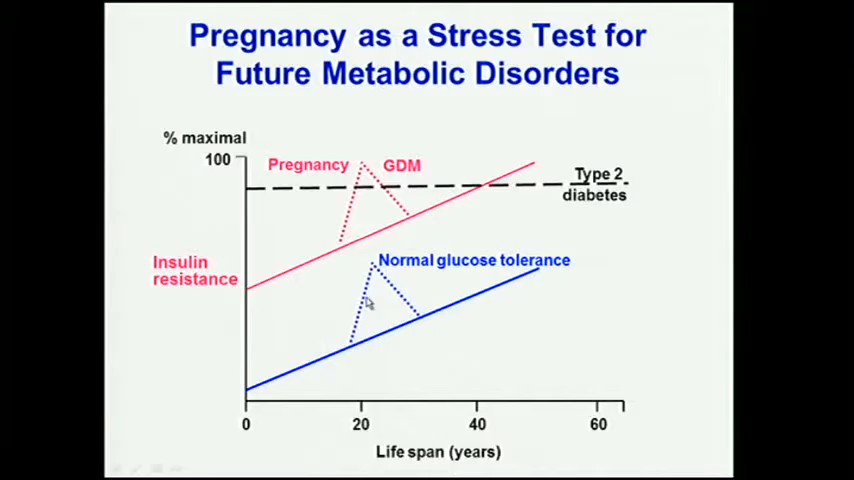 Pregnancy as a Stress Test for
Future Metabolic Disorders
% maximal
100
Pregnancy
GDM
Type 2
diabetes
Insulin
resistance
Normal glucose tolerance
0
20
40
60
Life span (years)